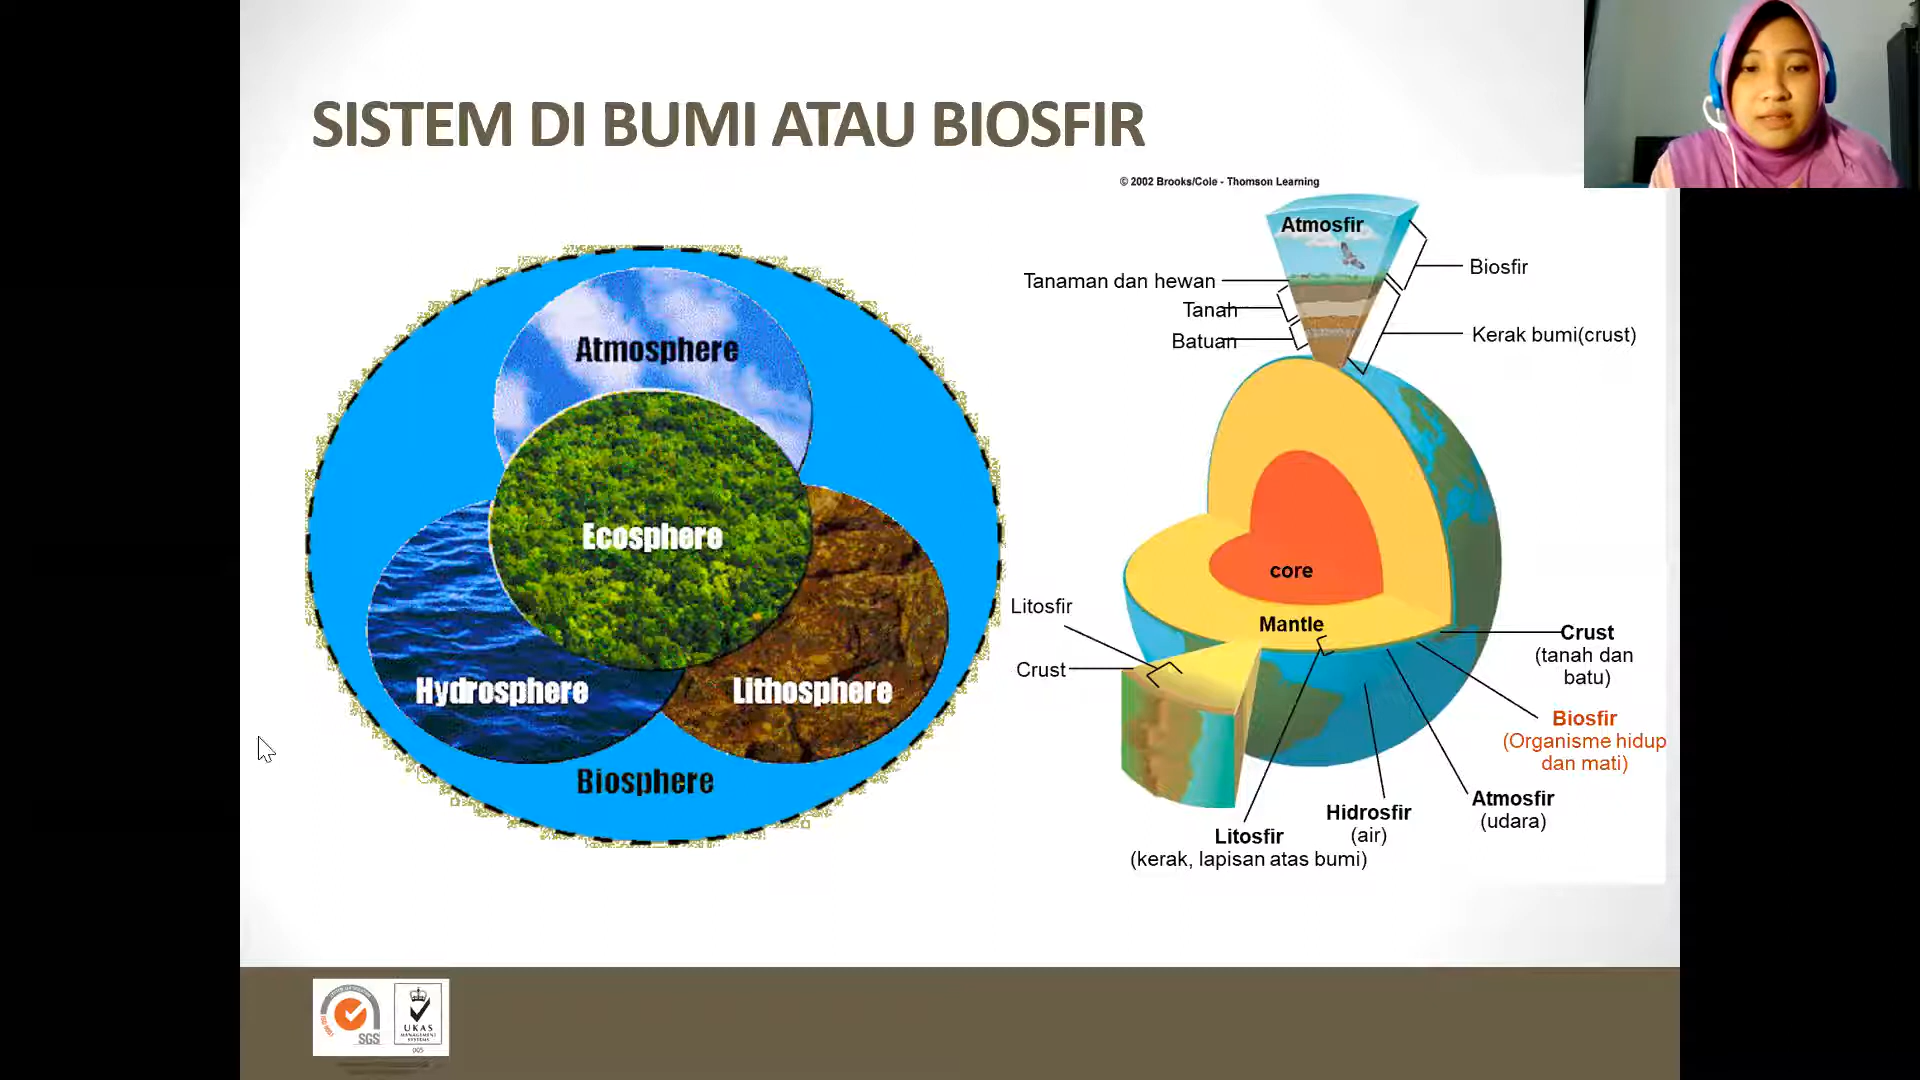 SISTEM DI BUMI ATAU BIOSFIR
© 2002 Brooks/Cole - Thomson Learning
Atmosphere
Ecosphere
Hydrosphere
Lithosphere
Biosphere
Atmosfir
Biosfir
Tanaman dan hewan
Tanah
Batuan
Kerak bumi(crust)
core
Mantle
Litosfir
Crust
Crust
(tanah dan
batu)
Biosfir
(Organisme hidup
dan mati)
Atmosfir
(udara)
Hidrosfir
(air)
Litosfir
(kerak, lapisan atas bumi)
SGS
UKAS
MANAGEMENT
SYSTEMS
005